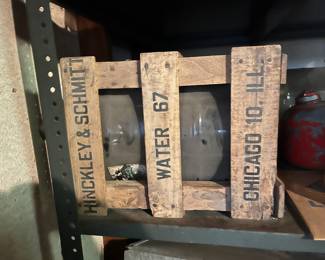 HINCKLEY & SCHMITT
WATER 67
CHICAGO 10, ILL.